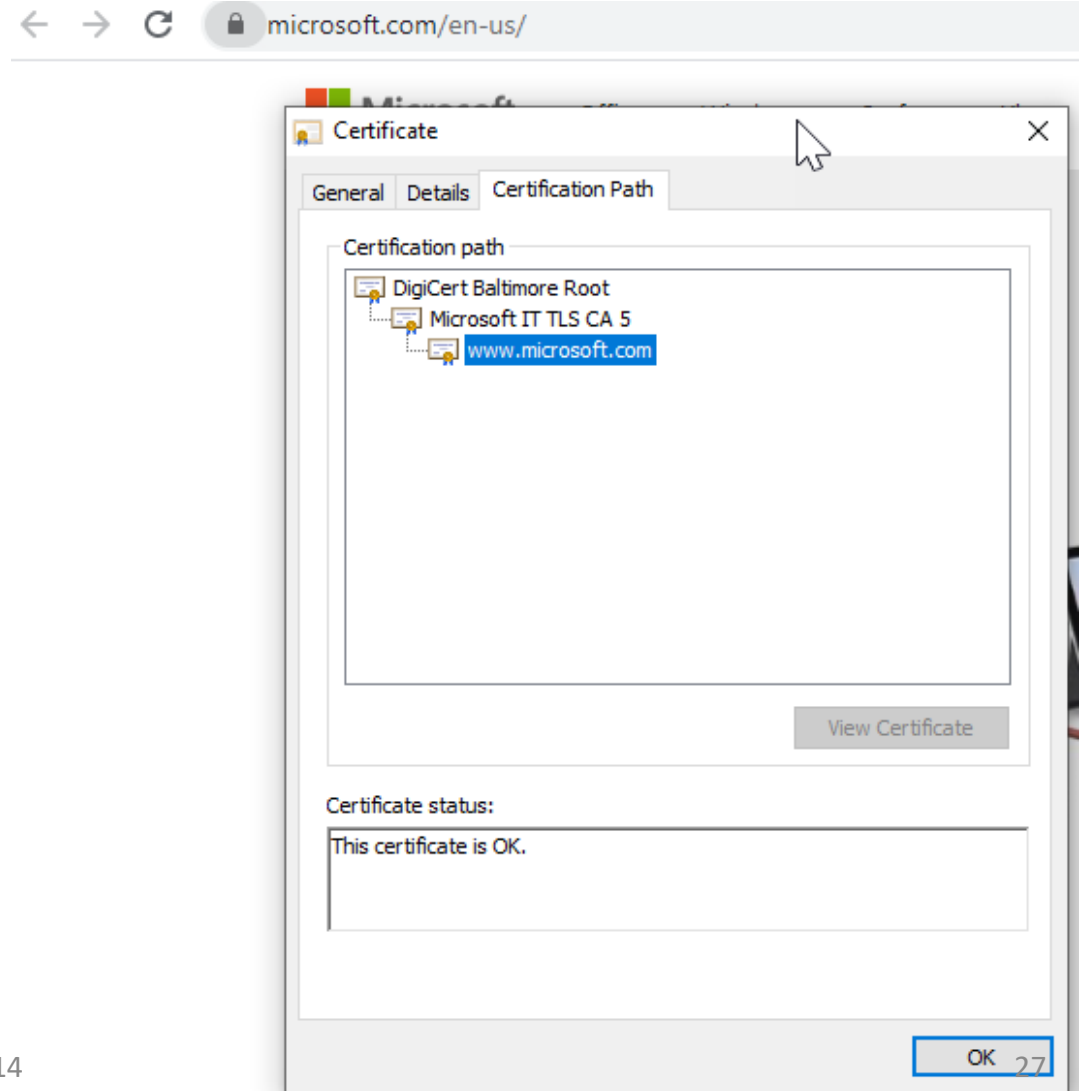 microsoft.com/en-us/
Microsoft
Certificate
General Details Certification Path
Certification path
DigiCert Baltimore Root
Microsoft IT TLS CA 5
www.microsoft.com
View Certificate
Certificate status:
This certificate is OK.
OK
14 27